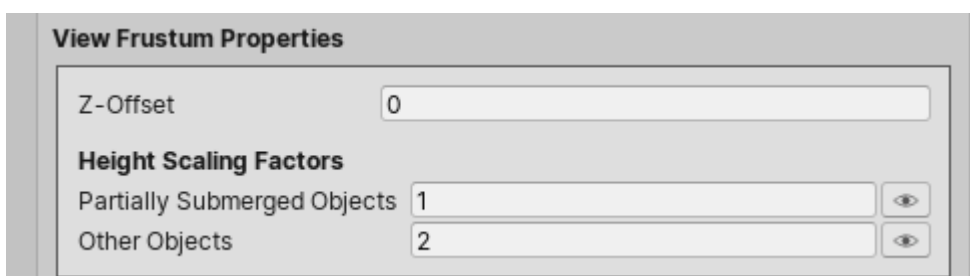 View Frustum Properties
Z-Offset 0
Height Scaling Factors
Partially Submerged Objects 1
Other Objects 2